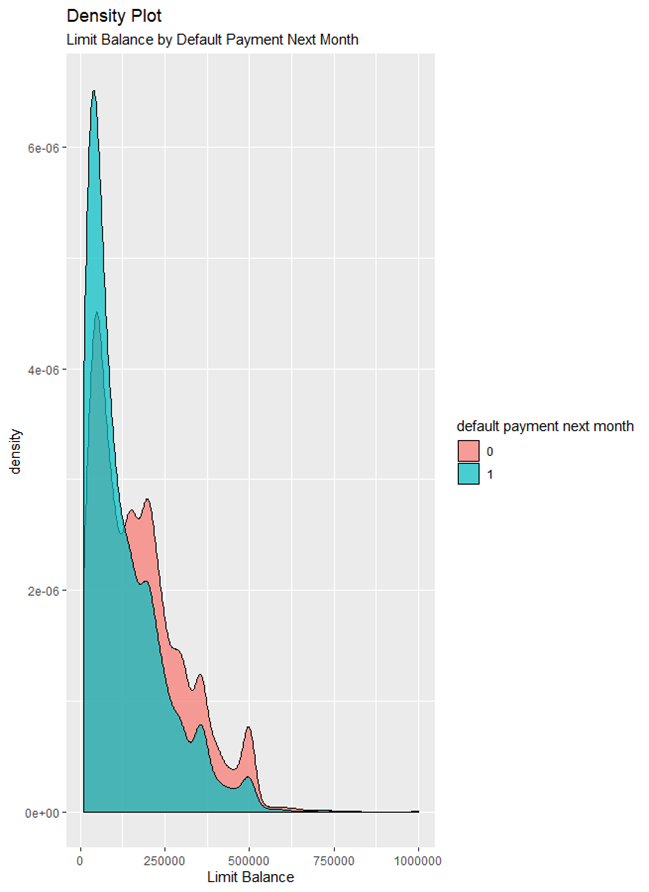 Density Plot
Limit Balance by Default Payment Next Month
6e-06
4e-06
2e-06
0e+00
density
0
250000
500000
750000
1000000
Limit Balance
default payment next month
0
1